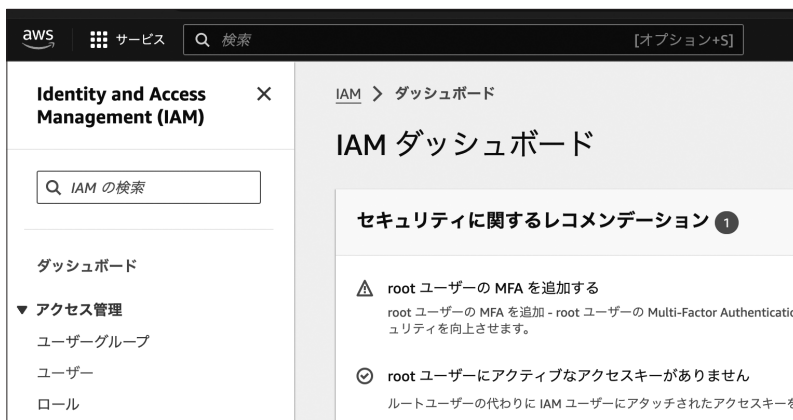 aws
サービス
検索
[オプション+S]
Identity and Access
Management (IAM)
IAM の検索
ダッシュボード
アクセス管理
ユーザーグループ
ユーザー
ロール
IAM > ダッシュボード
IAM ダッシュボード
セキュリティに関するレコメンデーション 1
root ユーザーの MFA を追加する
root ユーザーの MFA を追加 - root ユーザーの Multi-Factor
ュリティを向上させます。
root ユーザーにアクティブなアクセスキーがありません
ルートユーザーの代わりに IAM ユーザーにアタッチされたアクセスキーを